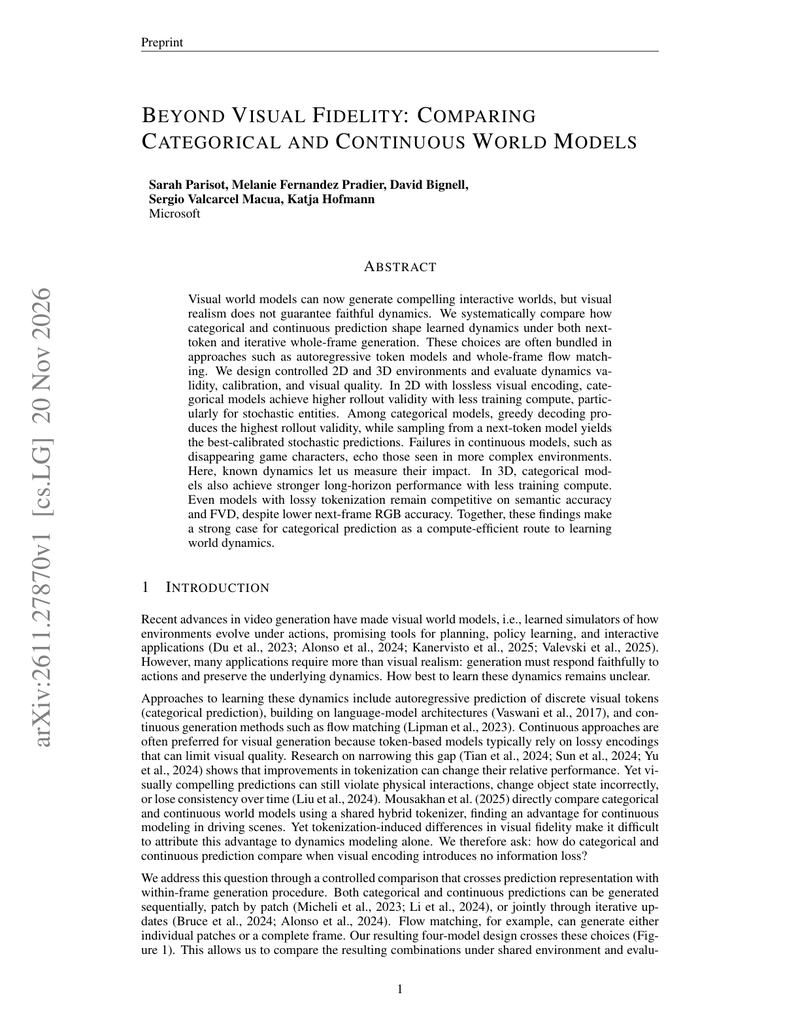 Preprint
BEYOND VISUAL FIDELITY: COMPARING
CATEGORICAL AND CONTINUOUS WORLD MODELS
Sarah Parisot, Melanie Fernandez Pradier, David Bignell,
Sergio Valcarcel Macua, Katja Hofmann
Microsoft
ABSTRACT
Visual world models can now generate compelling interactive worlds, but visual
realism does not guarantee faithful dynamics. We systematically compare how
categorical and continuous prediction shape learned dynamics under both next-
token and iterative whole-frame generation. These choices are often bundled in
approaches such as autoregressive token models and whole-frame flow match-
ing. We design controlled 2D and 3D environments and evaluate dynamics va-
lidity, calibration, and visual quality. In 2D with lossless visual encoding, cate-
gorical models achieve higher rollout validity with less training compute, partic-
ularly for stochastic entities. Among categorical models, greedy decoding pro-
duces the highest rollout validity, while sampling from a next-token model yields
the best-calibrated stochastic predictions. Failures in continuous models, such as
disappearing game characters, echo those seen in more complex environments.
Here, known dynamics let us measure their impact. In 3D, categorical mod-
els also achieve stronger long-horizon performance with less training compute.
Even models with lossy tokenization remain competitive on semantic accuracy
and FVD, despite lower next-frame RGB accuracy. Together, these findings make
a strong case for categorical prediction as a compute-efficient route to learning
world dynamics.
1 INTRODUCTION
Recent advances in video generation have made visual world models, i.e., learned simulators of how
environments evolve under actions, promising tools for planning, policy learning, and interactive
applications (Du et al., 2023; Alonso et al., 2024; Kanervisto et al., 2025; Valevski et al., 2025).
However, many applications require more than visual realism: generation must respond faithfully to
actions and preserve the underlying dynamics. How best to learn these dynamics remains unclear.
Approaches to learning these dynamics include autoregressive prediction of discrete visual tokens
(categorical prediction), building on language-model architectures (Vaswani et al., 2017), and con-
tinuous generation methods such as flow matching (Lipman et al., 2023). Continuous approaches are
often preferred for visual generation because token-based models typically rely on lossy encodings
that can limit visual quality. Research on narrowing this gap (Tian et al., 2024; Sun et al., 2024; Yu
et al., 2024) shows that improvements in tokenization can change their relative performance. Yet vi-
sually compelling predictions can still violate physical interactions, change object state incorrectly,
or lose consistency over time (Liu et al., 2024). Mousakhan et al. (2025) directly compare categorical
and continuous world models using a shared hybrid tokenizer, finding an advantage for continuous
modeling in driving scenes. Yet tokenization-induced differences in visual fidelity make it difficult
to attribute this advantage to dynamics modeling alone. We therefore ask: how do categorical and
continuous prediction compare when visual encoding introduces no information loss?
We address this question through a controlled comparison that crosses prediction representation with
within-frame generation procedure. Both categorical and continuous predictions can be generated
sequentially, patch by patch (Micheli et al., 2023; Li et al., 2024), or jointly through iterative up-
dates (Bruce et al., 2024; Alonso et al., 2024). Flow matching, for example, can generate either
individual patches or a complete frame. Our resulting four-model design crosses these choices (Fig-
ure 1). This allows us to compare the resulting combinations under shared environment and evalu-
1
arXiv:2611.27870v1 [cs.LG] 20 Nov 2026